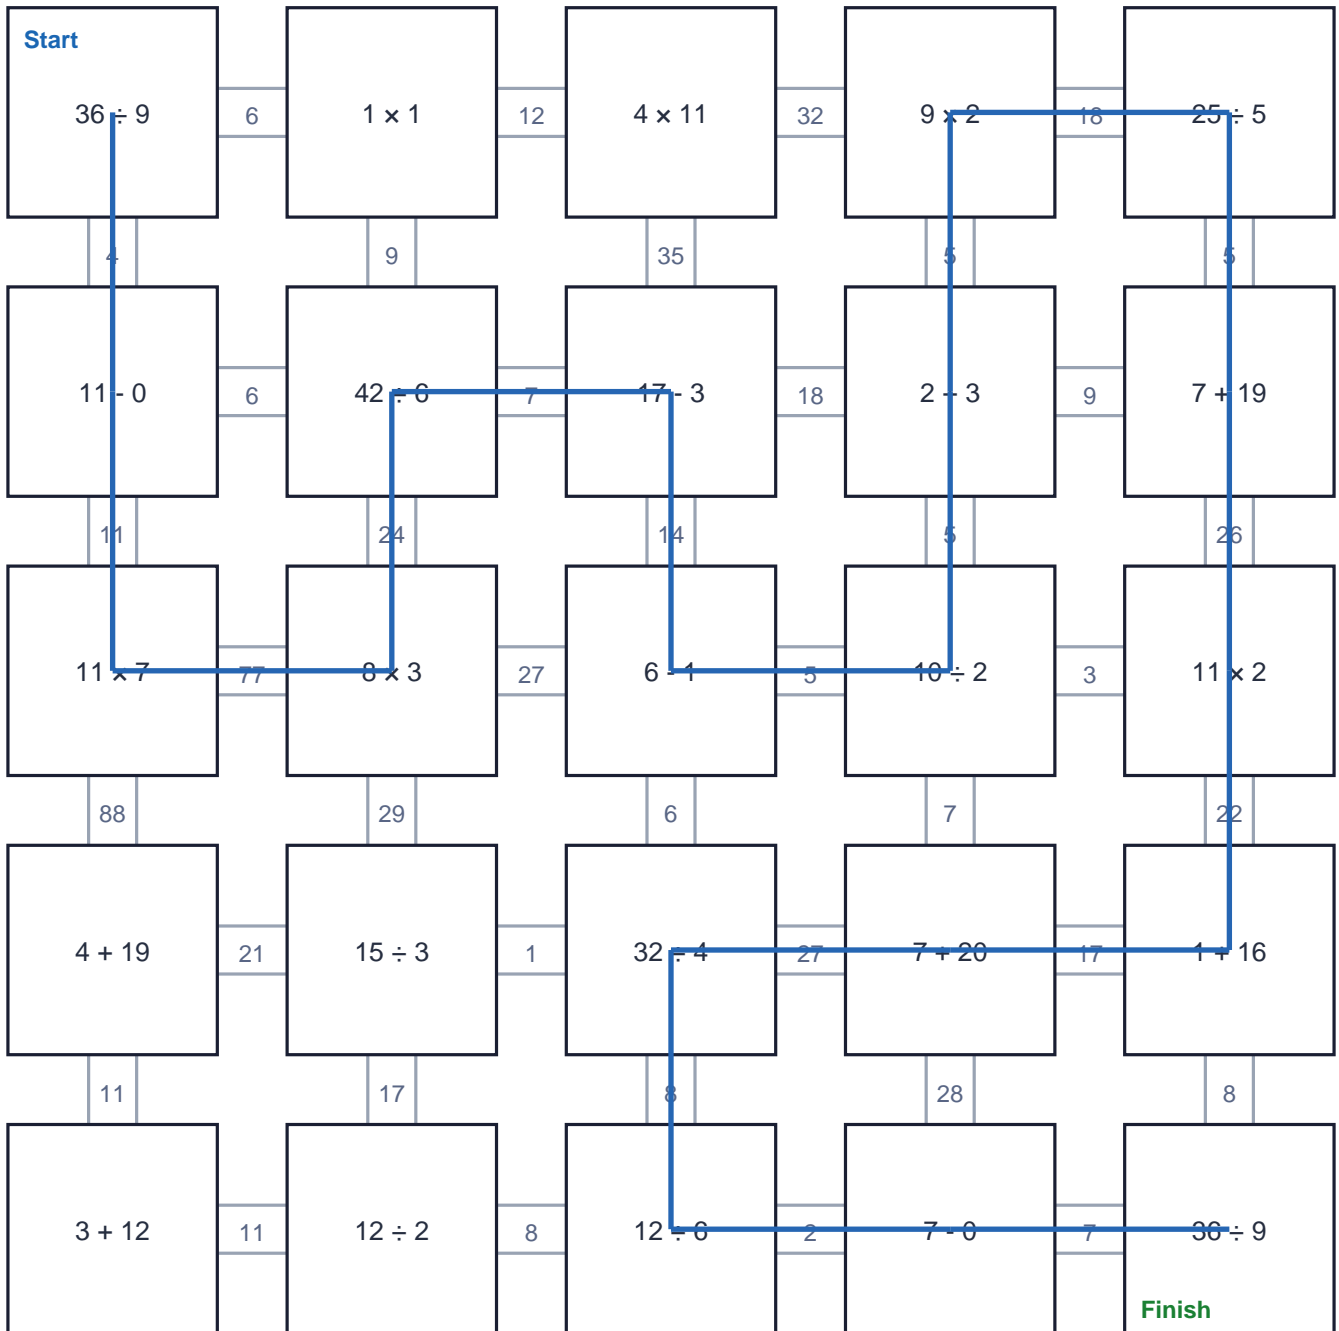 Start
36 ÷ 9 6 1 × 1 12 4 × 11 32 9 × 2 18 25 ÷ 5
4 9 35 5 5
11 - 0 6 42 ÷ 6 7 17 - 3 18 2 + 3 9 7 + 19
11 24 14 5 26
11 × 7 77 8 × 3 27 6 - 1 5 10 ÷ 2 3 11 × 2
88 29 6 7 22
4 + 19 21 15 ÷ 3 1 32 ÷ 4 27 7 + 20 17 1 + 16
11 17 8 28 8
3 + 12 11 12 ÷ 2 8 12 ÷ 6 2 7 - 0 7 36 ÷ 9
Finish